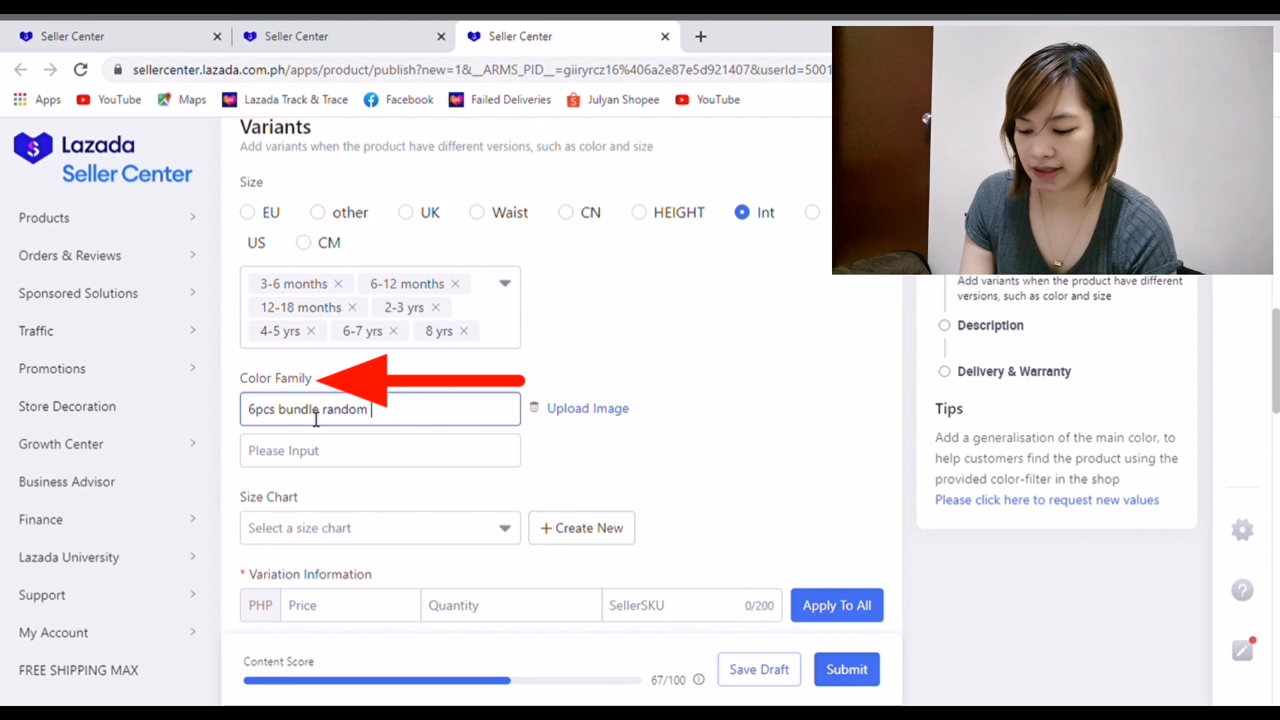 Seller Center
Seller Center
Seller Center
sellercenter.lazada.com.ph/apps/product/publish?new=1&__ARMS_PID__=giiryrcz16%406a2e87e5d921407&userId=5001
Apps YouTube Maps Lazada Track & Trace Facebook Failed Deliveries Julyan Shopee YouTube
Lazada
Seller Center
Products
Orders & Reviews
Sponsored Solutions
Traffic
Promotions
Store Decoration
Growth Center
Business Advisor
Finance
Lazada University
Support
My Account
FREE SHIPPING MAX
Variants
Add variants when the product have different versions, such as color and size
Size
EU other UK Waist CN HEIGHT Int
US CM
3-6 months 6-12 months
12-18 months 2-3 yrs
4-5 yrs 6-7 yrs 8 yrs
Color Family
6pcs bundle random
Upload Image
Please Input
Size Chart
Select a size chart
+ Create New
* Variation Information
PHP Price Quantity SellerSKU 0/200 Apply To All
Content Score
67/100
Save Draft Submit
Add variants when the product have different
versions, such as color and size
Description
Delivery & Warranty
Tips
Add a generalisation of the main color, to
help customers find the product using the
provided color-filter in the shop
Please click here to request new values